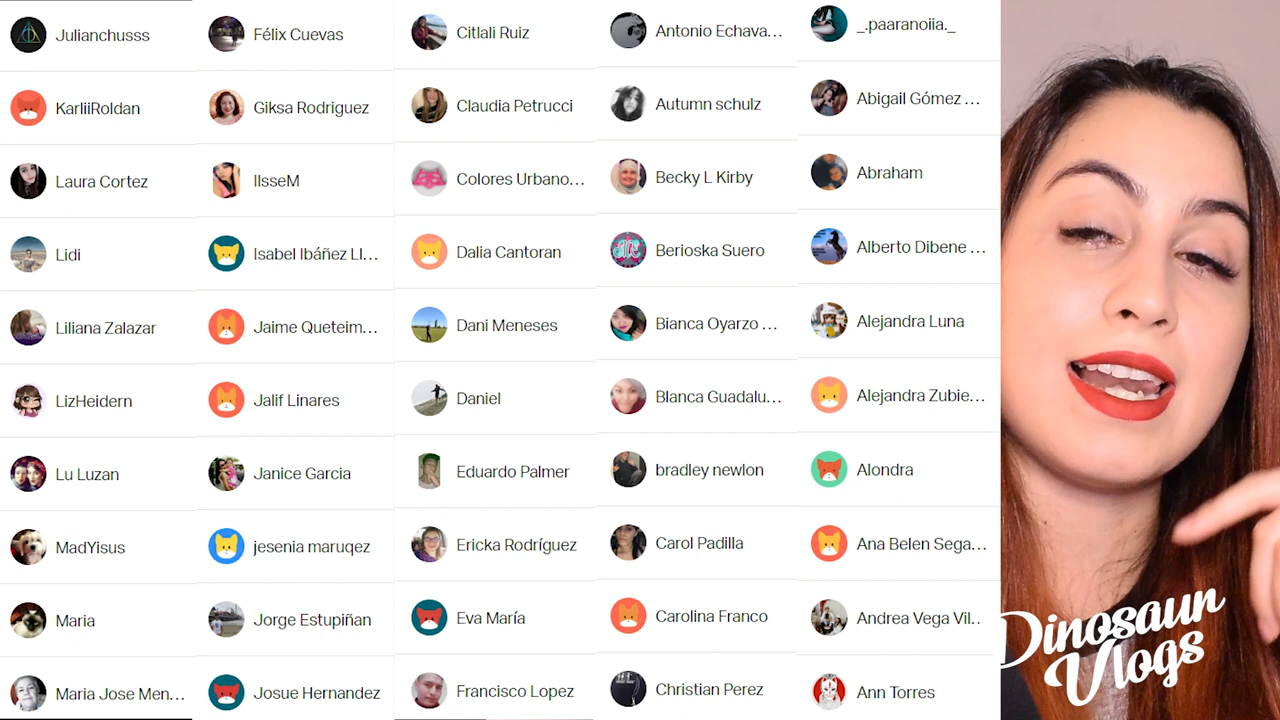 Julianchusss
KarliiRoldan
Laura Cortez
Lidi
Liliana Zalazar
LizHeidern
Lu Luzan
MadYisus
Maria
Maria Jose Men...
Félix Cuevas
Giksa Rodriguez
IlsseM
Isabel Ibáñez Ll...
Jaime Queteim...
Jalif Linares
Janice Garcia
jesenia maruqez
Jorge Estupiñan
Josue Hernandez
Citlali Ruiz
Claudia Petrucci
Colores Urbano...
Dalia Cantoran
Dani Meneses
Daniel
Eduardo Palmer
Ericka Rodríguez
Eva María
Francisco Lopez
Antonio Echava...
Autumn schulz
Becky L Kirby
Berioska Suero
Bianca Oyarzo ...
Blanca Guadalu...
bradley newlon
Carol Padilla
Carolina Franco
Christian Perez
_.paaranoiia._
Abigail Gómez ...
Abraham
Alberto Dibene ...
Alejandra Luna
Alejandra Zubie...
Alondra
Ana Belen Sega...
Andrea Vega Vil..
Ann Torres
Dinosaur
Vlogs